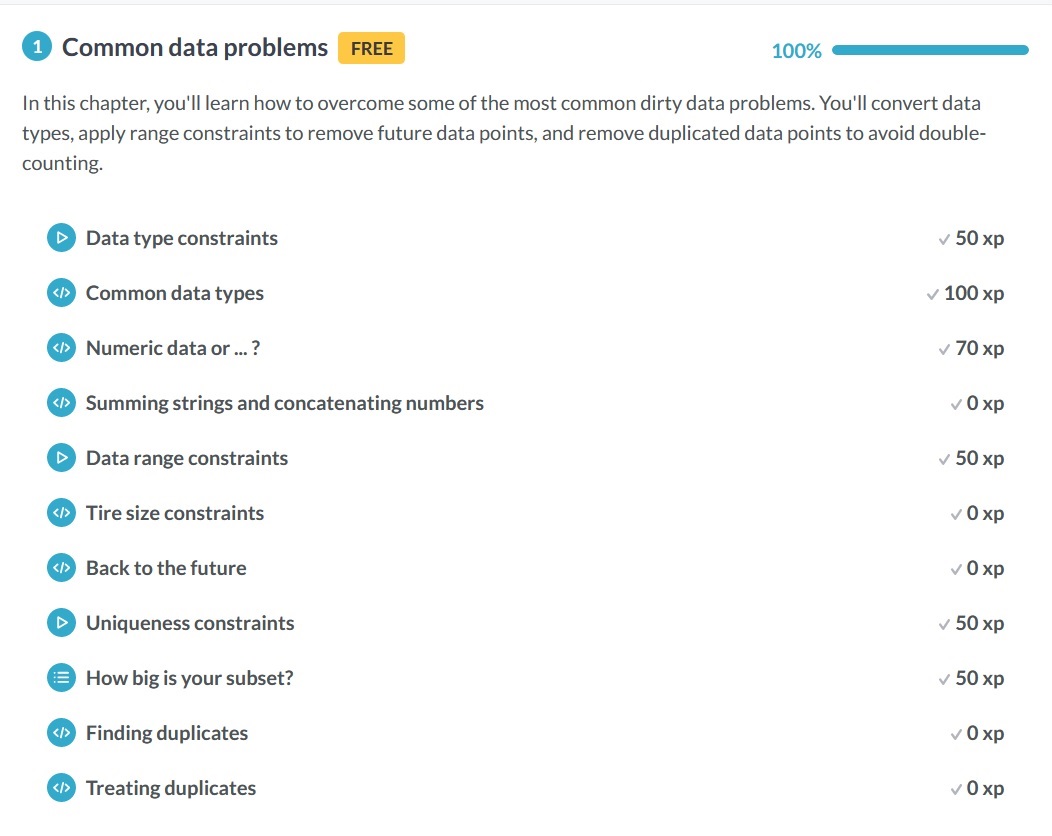 1 Common data problems FREE 100%
In this chapter, you'll learn how to overcome some of the most common dirty data problems. You'll convert data
types, apply range constraints to remove future data points, and remove duplicated data points to avoid double-
counting.
Data type constraints 50 xp
</> Common data types 100 xp
</> Numeric data or ... ? 70 xp
</> Summing strings and concatenating numbers 0 xp
Data range constraints 50 xp
</> Tire size constraints 0 xp
</> Back to the future 0 xp
Uniqueness constraints 50 xp
How big is your subset? 50 xp
</> Finding duplicates 0 xp
</> Treating duplicates 0 xp